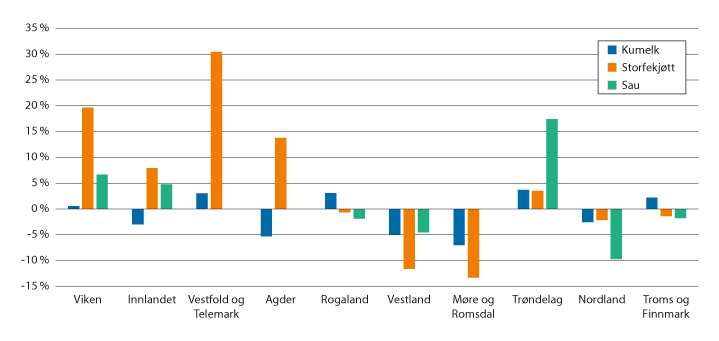 35 %
30 %
25 %
20 %
15 %
10 %
5 %
0 %
-5 %
-10 %
-15 %
Kumelk
Storfekjøtt
Sau
Viken
Innlandet
Vestfold og
Telemark
Agder
Rogaland
Vestland
Møre og
Romsdal
Trøndelag
Nordland
Troms og
Finnmark